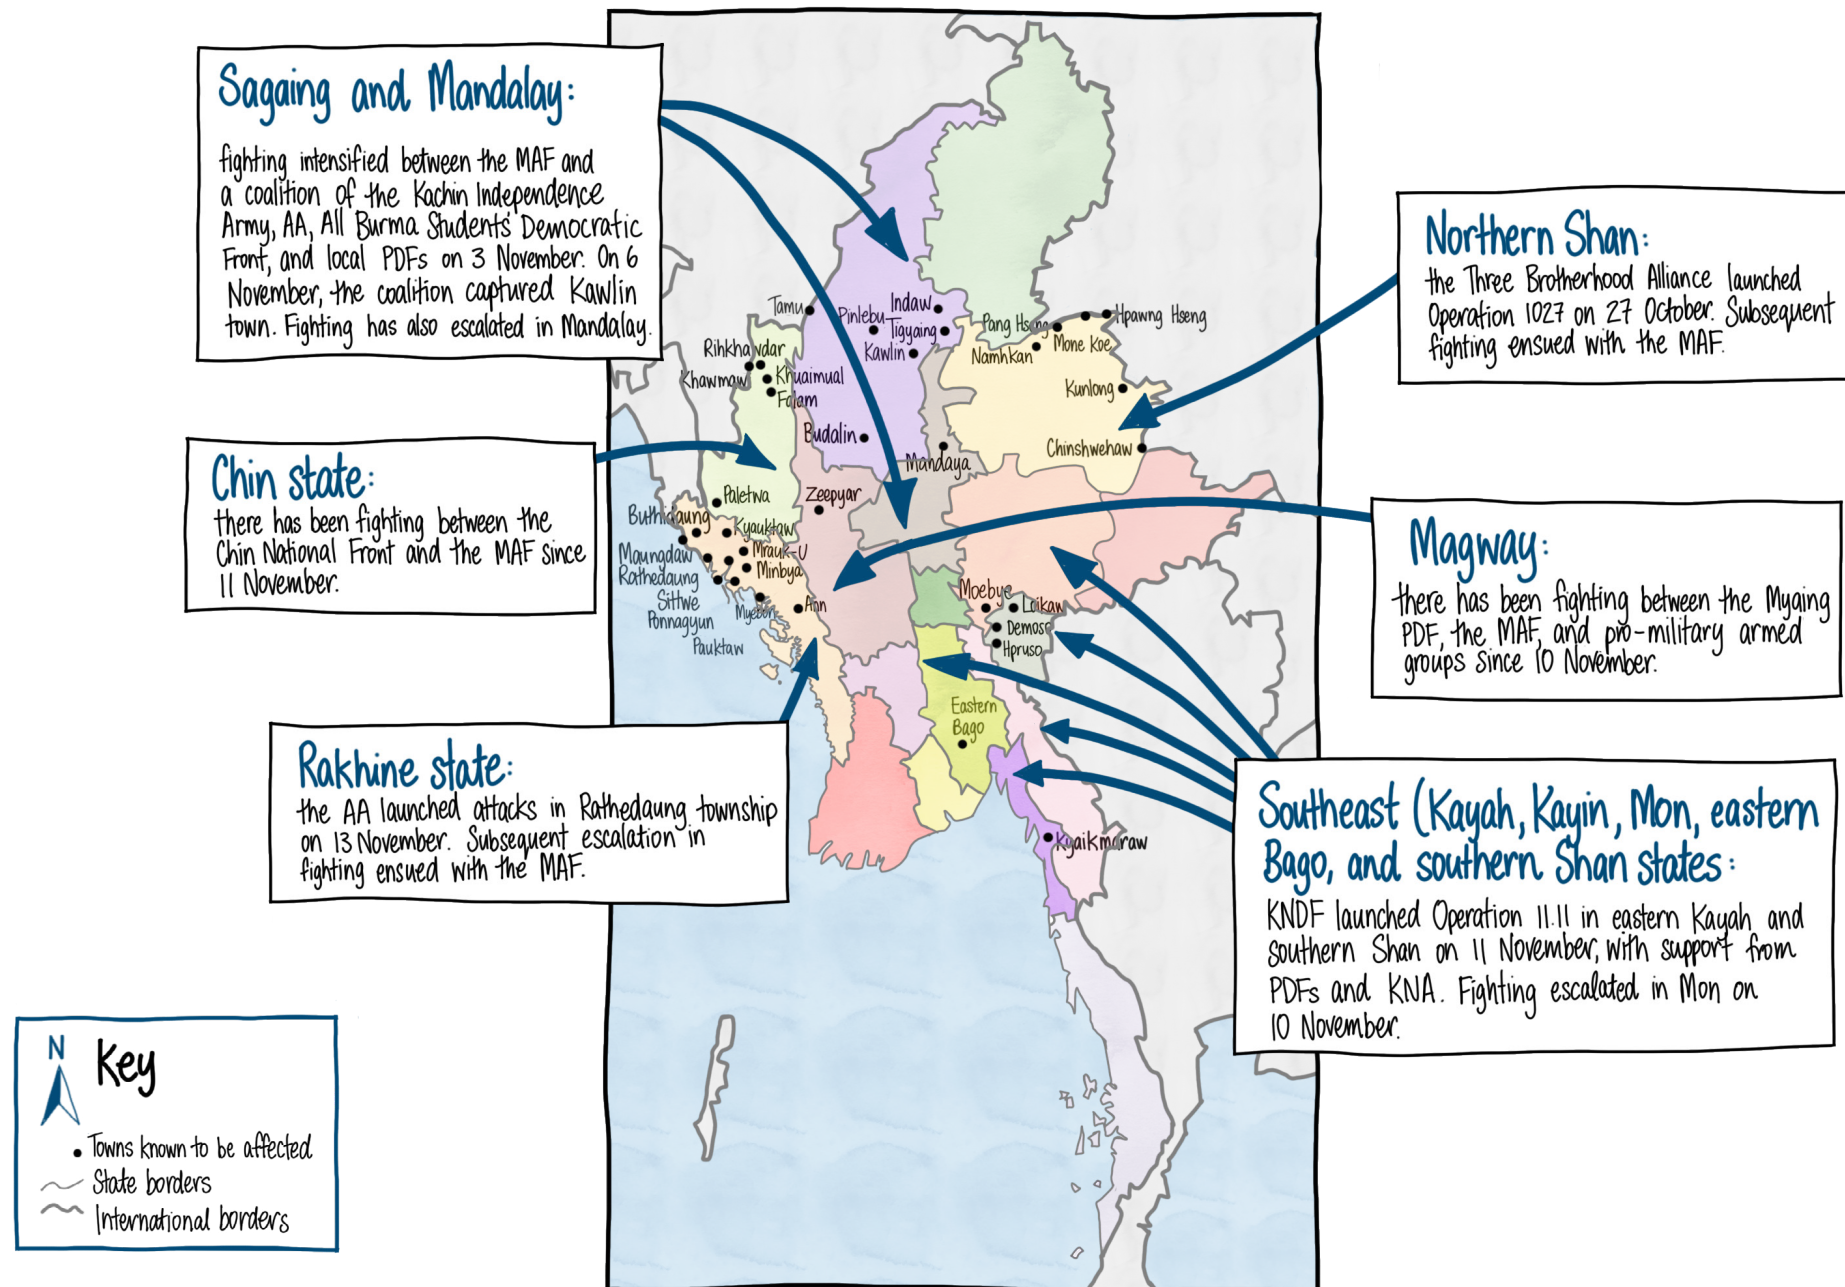 Sagaing and Mandalay:
fighting intensified between the MAF and
a coalition of the Kachin Independence
Army, AA, All Burma Students' Democratic
Front, and local PDFs on 3 November. On 6
November, the coalition captured Kawlin
town. Fighting has also escalated in Mandalay.
Northern Shan:
the Three Brotherhood Alliance launched
Operation 1027 on 27 October. Subsequent
fighting ensued with the MAF.
Chin state:
there has been fighting between the
Chin National Front and the MAF since
11 November.
Magway:
there has been fighting between the Myaing
PDF, the MAF, and pro-military armed
groups since 10 November.
Rakhine state:
the AA launched attacks in Rathedaung township
on 13 November. Subsequent escalation in
fighting ensued with the MAF.
Southeast (Kayah, Kayin, Mon, eastern
Bago, and southern Shan states:
KNDF launched Operation 11.11 in eastern Kayah and
southern Shan on 11 November, with support from
PDFs and KNA. Fighting escalated in Mon on
10 November.
Tamu
Pinlebu
Indaw
Tigyaing
Kawlin
Pang Hseng
Hpawng Hseng
Mone Koe
Namhkan
Kunlong
Chinshwehaw
Rihkhawdar
Khawmaw
Khuaimual
Falam
Budalin
Mandaya
Zeepyar
Paletwa
Buthidaung
Kyauktaw
Maungdaw
Mrauk-U
Rathedaung
Minbya
Sittwe
Ponnagyun
Myebon
Ann
Pauktaw
Moebye
Loikaw
Demoso
Hpruso
Eastern
Bago
Kyaikmaraw
N
Key
Towns known to be affected
State borders
International borders